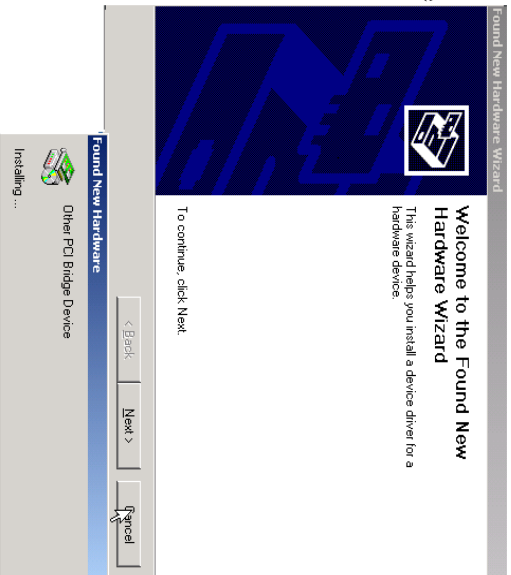 Found New Hardware Wizard
Welcome to the Found New
Hardware Wizard
This wizard helps you install a device driver for a
hardware device.
To continue, click Next.
< Back
Next >
Cancel
Found New Hardware
Other PCI Bridge Device
Installing ...